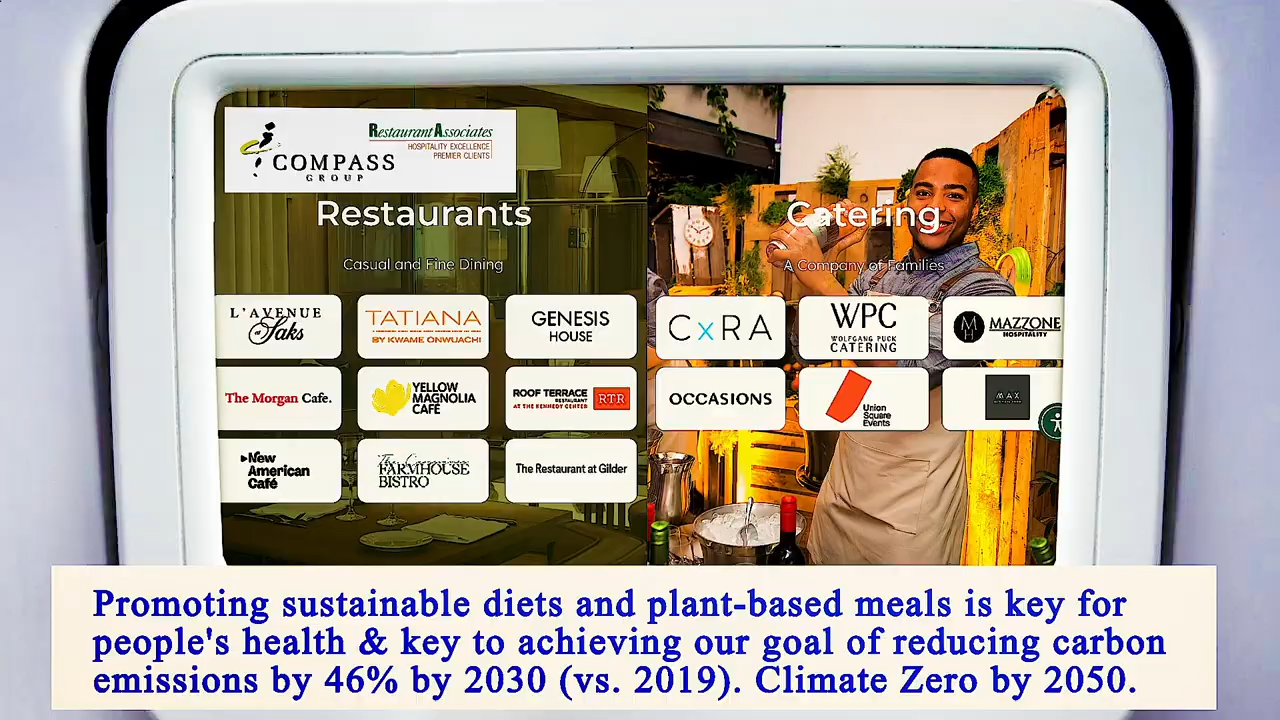 COMPASS
GROUP
Restaurant Associates
HOSPITALITY EXCELLENCE
PREMIER CLIENTS
Restaurants
Casual and Fine Dining
L'AVENUE
Saks
TATIANA
BY KWAME ONWUACHI
GENESIS
HOUSE
The Morgan Cafe.
YELLOW
MAGNOLIA
CAFÉ
ROOF TERRACE
RESTAURANT
AT THE KENNEDY CENTER
RTR
New
American
Café
FARMHOUSE
BISTRO
The Restaurant at Gilder
Catering
A Company of Families
CxRA
WPC
WOLFGANG PUCK
CATERING
MH
MAZZONE
HOSPITALITY
OCCASIONS
Union
Square
Events
MAX
Promoting sustainable diets and plant-based meals is key for
people's health & key to achieving our goal of reducing carbon
emissions by 46% by 2030 (vs. 2019). Climate Zero by 2050.